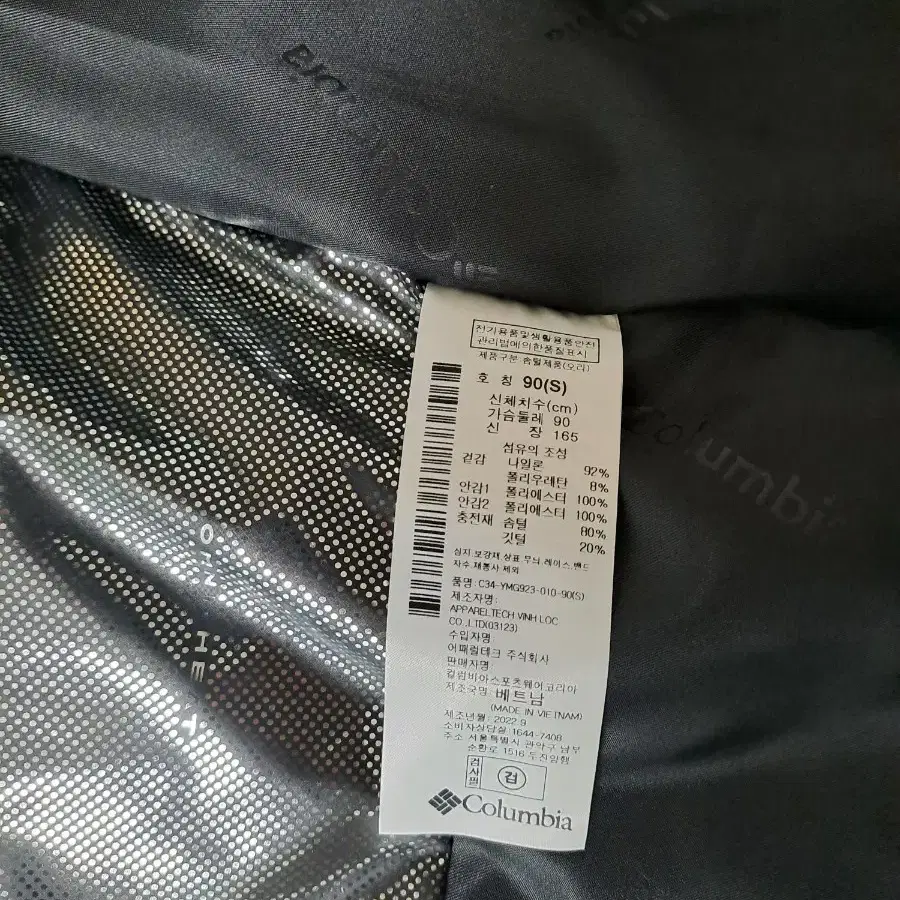 Columbia
전기용품및생활용품안전
관리법에의한품질표시
제품구분:솜털제품(오리)
호 칭 90(S)
신체치수(cm)
가슴둘레 90
신 장 165
섬유의 조성
겉감 나일론 92%
폴리우레탄 8%
안감1 폴리에스터 100%
안감2 폴리에스터 100%
충전재 솜털 80%
깃털 20%
심지.보강재 상표 무늬.레이스.밴드
자수.재봉사 제외
품명: C34-YMG923-010-90(S)
제조자명:
APPARELTECH VINH LOC
CO.,LTD(03123)
수입자명
어패럴테크 주식회사
판매자명
컬럼비아스포츠웨어코리아
제조국명 베트남
(MADE IN VIETNAM)
제조년월: 2022.9
소비자상담실 1644-7408
주소 서울특별시 관악구 남부
순환로 1516
검사필
검
Columbia